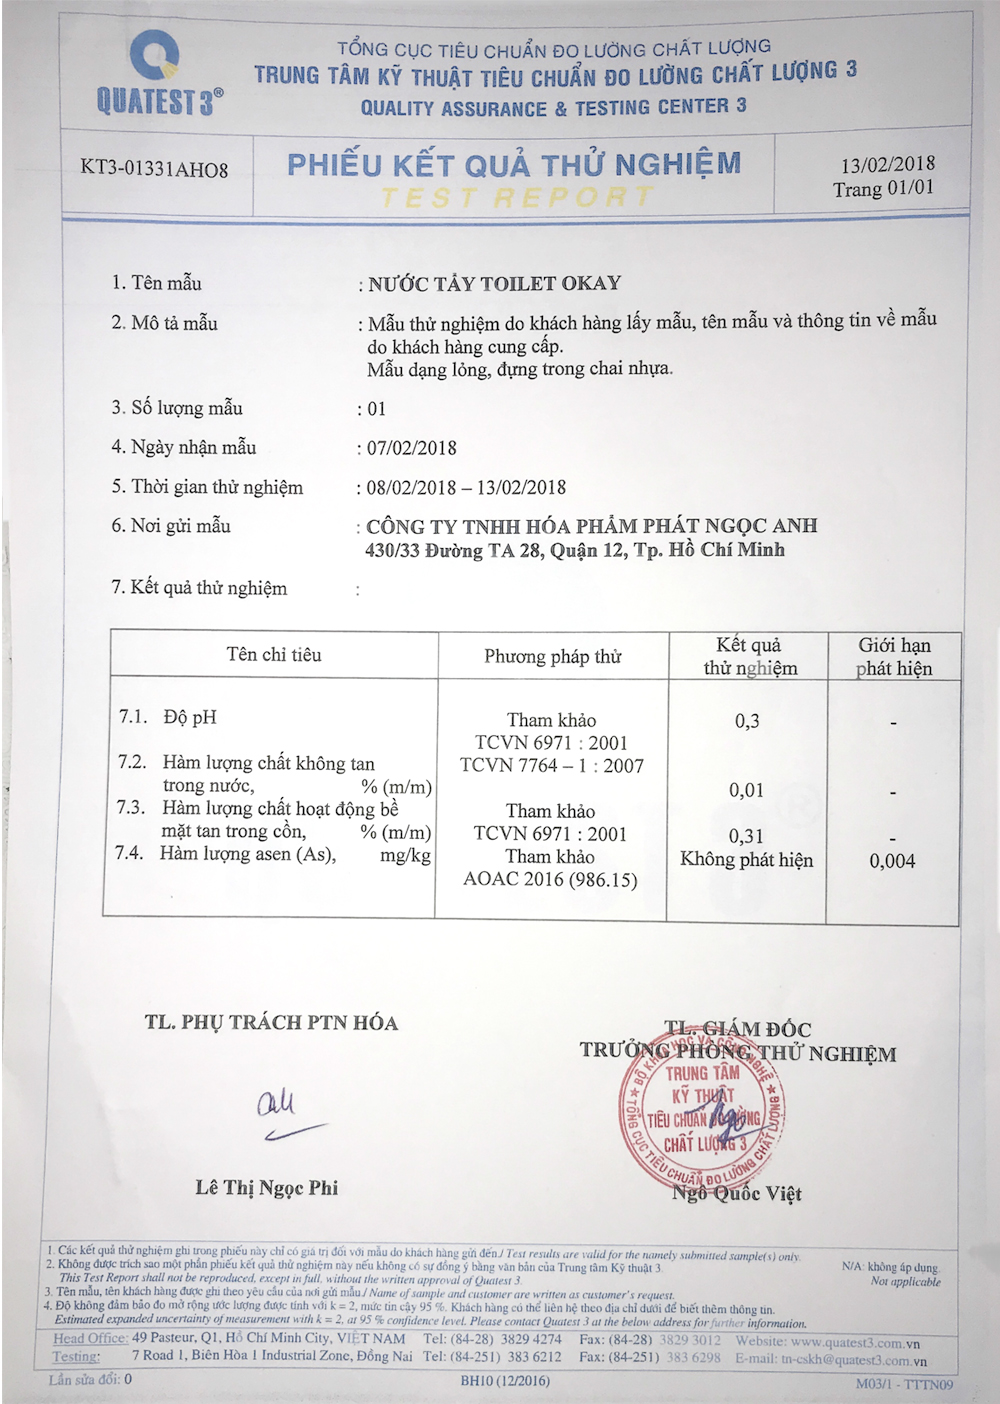 QUATEST 3®
TỔNG CỤC TIÊU CHUẨN ĐO LƯỜNG CHẤT LƯỢNG
TRUNG TÂM KỸ THUẬT TIÊU CHUẨN ĐO LƯỜNG CHẤT LƯỢNG 3
QUALITY ASSURANCE & TESTING CENTER 3
KT3-01331AHO8
PHIẾU KẾT QUẢ THỬ NGHIỆM
TEST REPORT
13/02/2018
Trang 01/01
1. Tên mẫu : NƯỚC TẨY TOILET OKAY
2. Mô tả mẫu : Mẫu thử nghiệm do khách hàng lấy mẫu, tên mẫu và thông tin về mẫu
do khách hàng cung cấp.
Mẫu dạng lỏng, đựng trong chai nhựa.
3. Số lượng mẫu : 01
4. Ngày nhận mẫu : 07/02/2018
5. Thời gian thử nghiệm : 08/02/2018 – 13/02/2018
6. Nơi gửi mẫu : CÔNG TY TNHH HÓA PHẨM PHÁT NGỌC ANH
430/33 Đường TA 28, Quận 12, Tp. Hồ Chí Minh
7. Kết quả thử nghiệm :
Tên chỉ tiêu Phương pháp thử Kết quả thử nghiệm Giới hạn phát hiện
7.1. Độ pH Tham khảo 0,3 -
TCVN 6971 : 2001
7.2. Hàm lượng chất không tan TCVN 7764 – 1 : 2007
trong nước, % (m/m) 0,01 -
7.3. Hàm lượng chất hoạt động bề Tham khảo
mặt tan trong cồn, % (m/m) TCVN 6971 : 2001 0,31 -
7.4. Hàm lượng asen (As), mg/kg Tham khảo Không phát hiện 0,004
AOAC 2016 (986.15)
TL. PHỤ TRÁCH PTN HÓA
TL. GIÁM ĐỐC
TRƯỞNG PHÒNG THỬ NGHIỆM
BỘ KHOA HỌC VÀ CÔNG NGHỆ
TRUNG TÂM
KỸ THUẬT
TIÊU CHUẨN ĐO LƯỜNG
CHẤT LƯỢNG 3
TỔNG CỤC TIÊU CHUẨN ĐO LƯỜNG CHẤT LƯỢNG
Lê Thị Ngọc Phi
Ngô Quốc Việt
1. Các kết quả thử nghiệm ghi trong phiếu này chỉ có giá trị đối với mẫu do khách hàng gửi đến./ Test results are valid for the namely submitted sample(s) only.
2. Không được trích sao một phần phiếu kết quả thử nghiệm này nếu không có sự đồng ý bằng văn bản của Trung tâm Kỹ thuật 3.
This Test Report shall not be reproduced, except in full, without the written approval of Quatest 3.
3. Tên mẫu, tên khách hàng được ghi theo yêu cầu của nơi gửi mẫu./ Name of sample and customer are written as customer's request.
4. Độ không đảm bảo đo mở rộng ước lượng được tính với k = 2, mức tin cậy 95 %. Khách hàng có thể liên hệ theo địa chỉ dưới để biết thêm thông tin.
Estimated expanded uncertainty of measurement with k = 2, at 95 % confidence level. Please contact Quatest 3 at the below address for further information.
N/A: không áp dụng
Not applicable
Head Office: 49 Pasteur, Q1, Hồ Chí Minh City, VIỆT NAM Tel: (84-28) 3829 4274 Fax: (84-28) 3829 3012 Website: www.quatest3.com.vn
Testing: 7 Road 1, Biên Hòa 1 Industrial Zone, Đồng Nai Tel: (84-251) 383 6212 Fax: (84-251) 383 6298 E-mail: tn-cskh@quatest3.com.vn
Lần sửa đổi: 0
BH10 (12/2016)
M03/1 - TTTN09